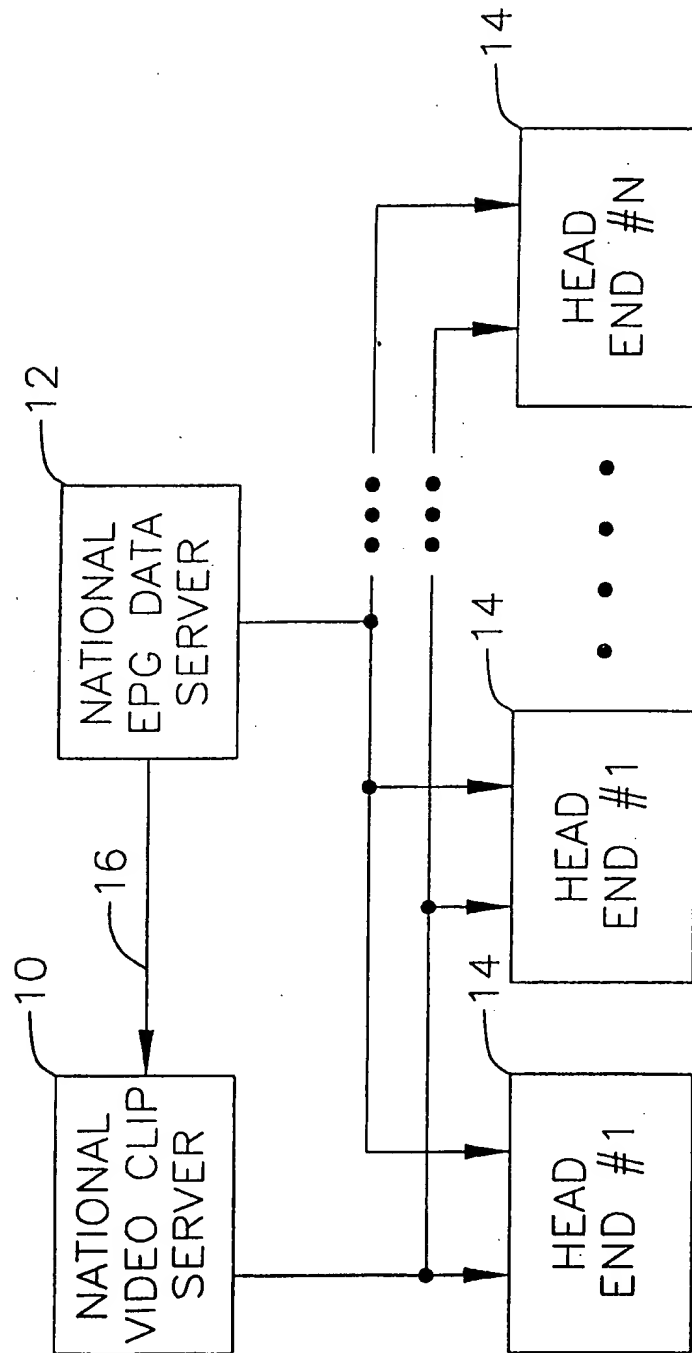 10
NATIONAL
VIDEO CLIP
SERVER
16
12
NATIONAL
EPG DATA
SERVER
14
HEAD
END #1
14
HEAD
END #1
14
HEAD
END #N